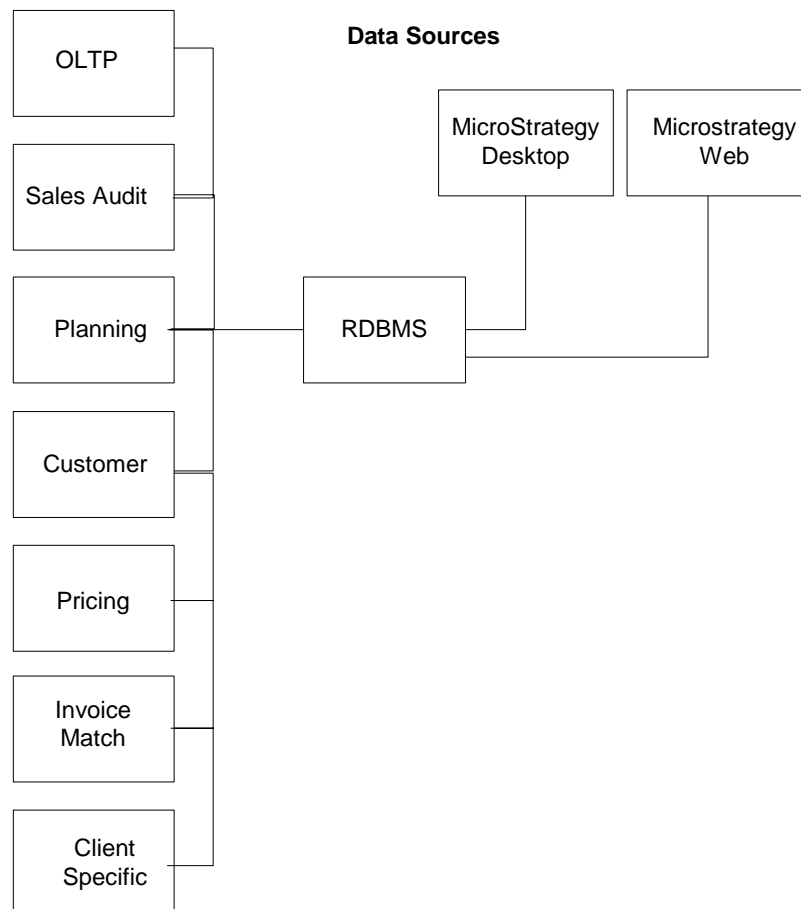 Data Sources
OLTP
MicroStrategy
Desktop
Microstrategy
Web
Sales Audit
Planning
RDBMS
Customer
Pricing
Invoice
Match
Client
Specific